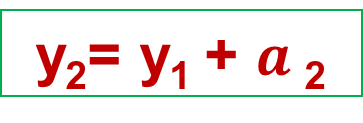 y₂= y₁ + a ₂